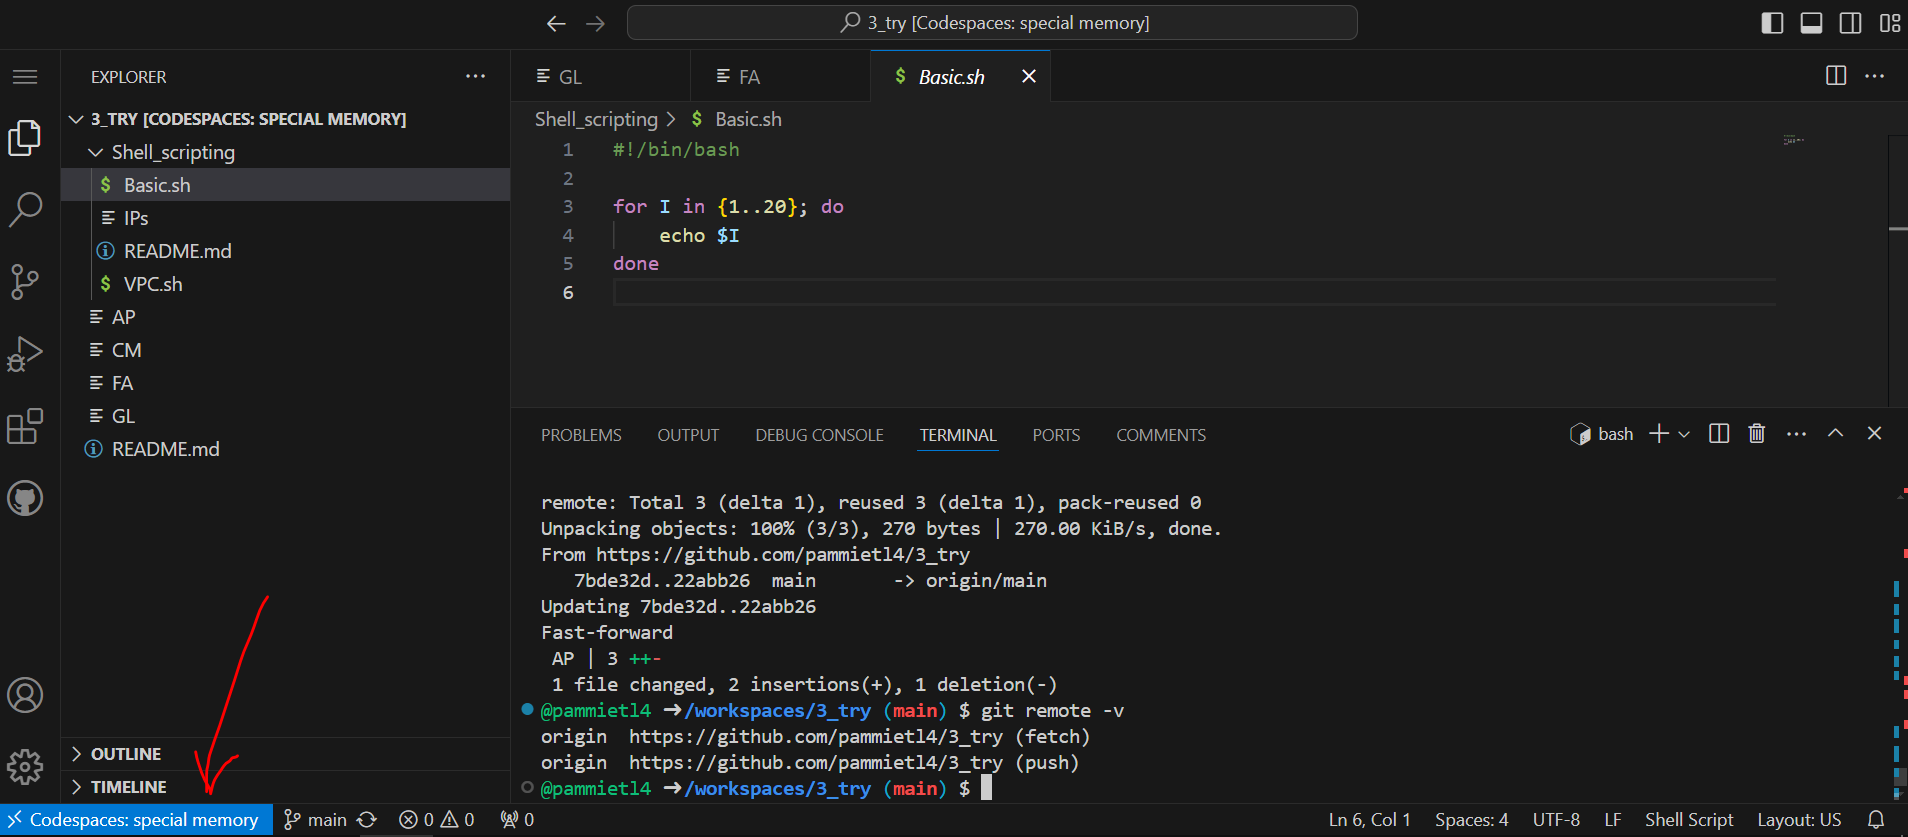 3_try [Codespaces: special memory]
EXPLORER
3_TRY [CODESPACES: SPECIAL MEMORY]
Shell_scripting
$ Basic.sh
IPs
README.md
$ VPC.sh
AP
CM
FA
GL
README.md
OUTLINE
TIMELINE
GL
FA
$ Basic.sh
Shell_scripting > $ Basic.sh
1 #!/bin/bash
2
3 for I in {1..20}; do
4 echo $I
5 done
6
PROBLEMS OUTPUT DEBUG CONSOLE TERMINAL PORTS COMMENTS
bash
remote: Total 3 (delta 1), reused 3 (delta 1), pack-reused 0
Unpacking objects: 100% (3/3), 270 bytes | 270.00 KiB/s, done.
From https://github.com/pammietl4/3_try
7bde32d..22abb26 main -> origin/main
Updating 7bde32d..22abb26
Fast-forward
AP | 3 ++-
1 file changed, 2 insertions(+), 1 deletion(-)
@pammietl4 ➜/workspaces/3_try (main) $ git remote -v
origin https://github.com/pammietl4/3_try (fetch)
origin https://github.com/pammietl4/3_try (push)
@pammietl4 ➜/workspaces/3_try (main) $
Codespaces: special memory main 0 0 0 Ln 6, Col 1 Spaces: 4 UTF-8 LF Shell Script Layout: US